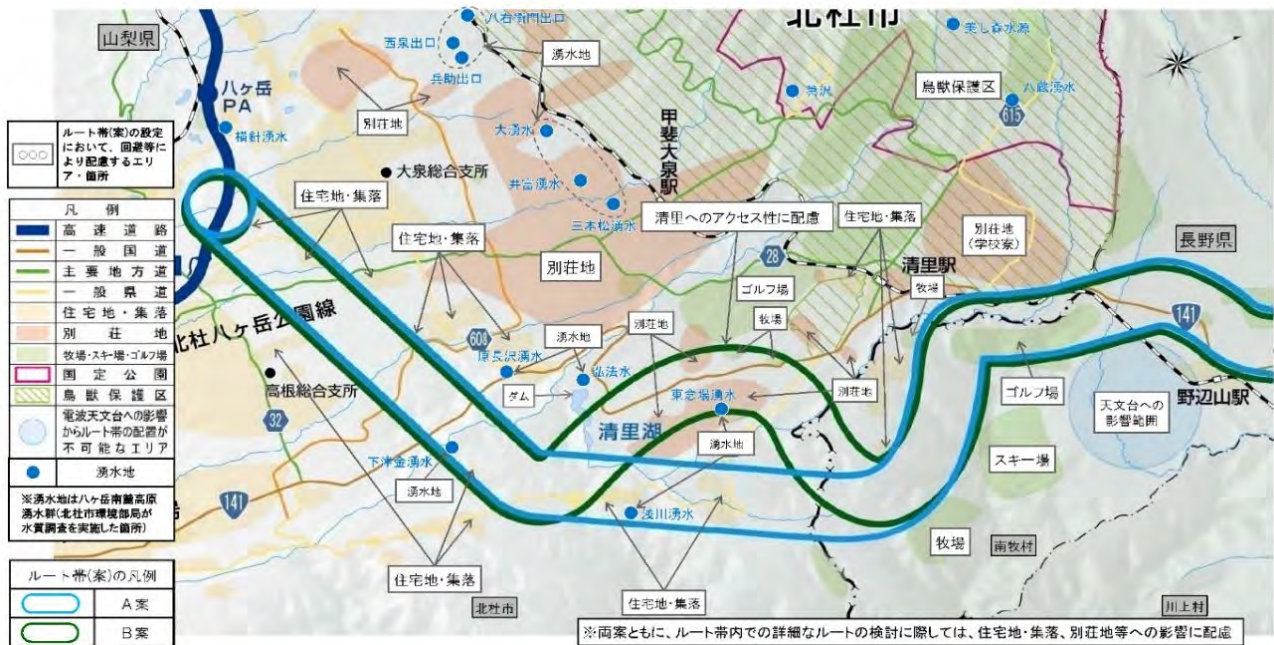 山梨県
八ヶ岳
PA
横針湧水
西泉出口
八右衛門出口
兵助出口
湧水地
別荘地
大湧水
大泉総合支所
井富湧水
三本松湧水
甲斐大泉駅
北杜市
美し森水源
鳥獣保護区
八蔵湧水
615
ルート帯(案)の設定
において、回避等に
より配慮するエリ
ア・箇所
凡例
高速道路
一般国道
主要地方道
一般県道
住宅地・集落
別荘地
牧場・スキー場・ゴルフ場
国定公園
鳥獣保護区
電波天文台への影響
からルート帯の配置が
不可能なエリア
湧水地
※湧水地は八ヶ岳南麓高原
湧水群(北杜市環境部局が
水質調査を実施した箇所)
ルート帯(案)の凡例
A案
B案
住宅地・集落
住宅地・集落
別荘地
清里へのアクセス性に配慮
住宅地・集落
別荘地
(学校寮)
長野県
28
清里駅
牧場
ゴルフ場
牧場
141
北杜八ヶ岳公園線
608
原長沢湧水
湧水地
別荘地
弘法水
ダム
高根総合支所
32
清里湖
東念場湧水
別荘地
湧水地
ゴルフ場
天文台への
影響範囲
野辺山駅
スキー場
下津金湧水
湧水地
141
浅川湧水
牧場
南牧村
住宅地・集落
北杜市
住宅地・集落
川上村
※両案ともに、ルート帯内での詳細なルートの検討に際しては、住宅地・集落、別荘地等への影響に配慮